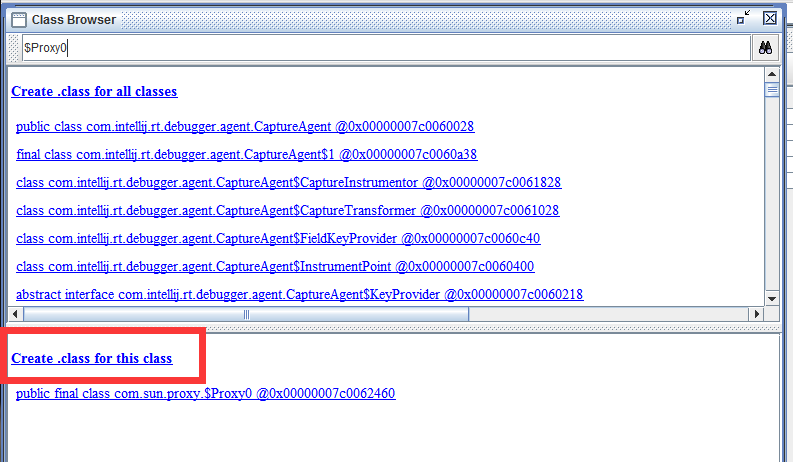 Class Browser
$Proxy0
Create .class for all classes
public class com.intellij.rt.debugger.agent.CaptureAgent @0x00000007c0060028
final class com.intellij.rt.debugger.agent.CaptureAgent$1 @0x00000007c0060a38
class com.intellij.rt.debugger.agent.CaptureAgent$CaptureInstrumentor @0x00000007c0061828
class com.intellij.rt.debugger.agent.CaptureAgent$CaptureTransformer @0x00000007c0061028
class com.intellij.rt.debugger.agent.CaptureAgent$FieldKeyProvider @0x00000007c0060c40
class com.intellij.rt.debugger.agent.CaptureAgent$InstrumentPoint @0x00000007c0060400
abstract interface com.intellij.rt.debugger.agent.CaptureAgent$KeyProvider @0x00000007c0060218
Create .class for this class
public final class com.sun.proxy.$Proxy0 @0x00000007c0062460